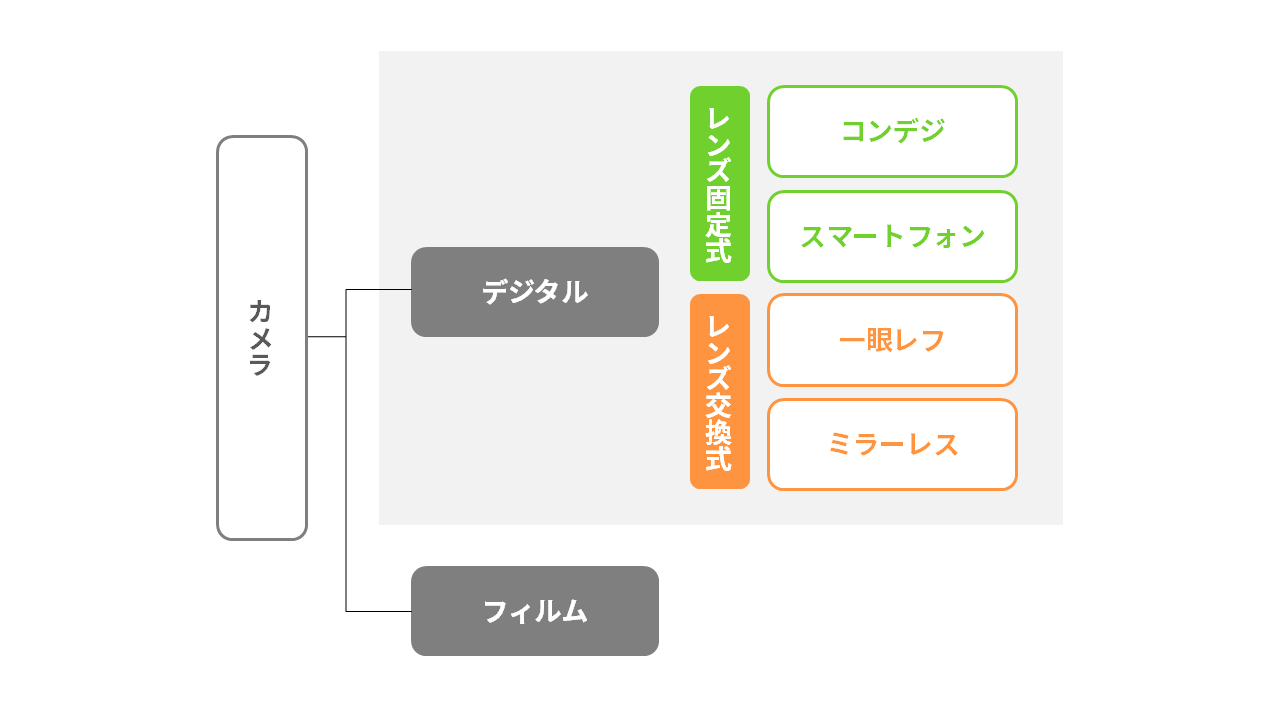 カメラ
デジタル
レンズ固定式
コンデジ
スマートフォン
レンズ交換式
一眼レフ
ミラーレス
フィルム